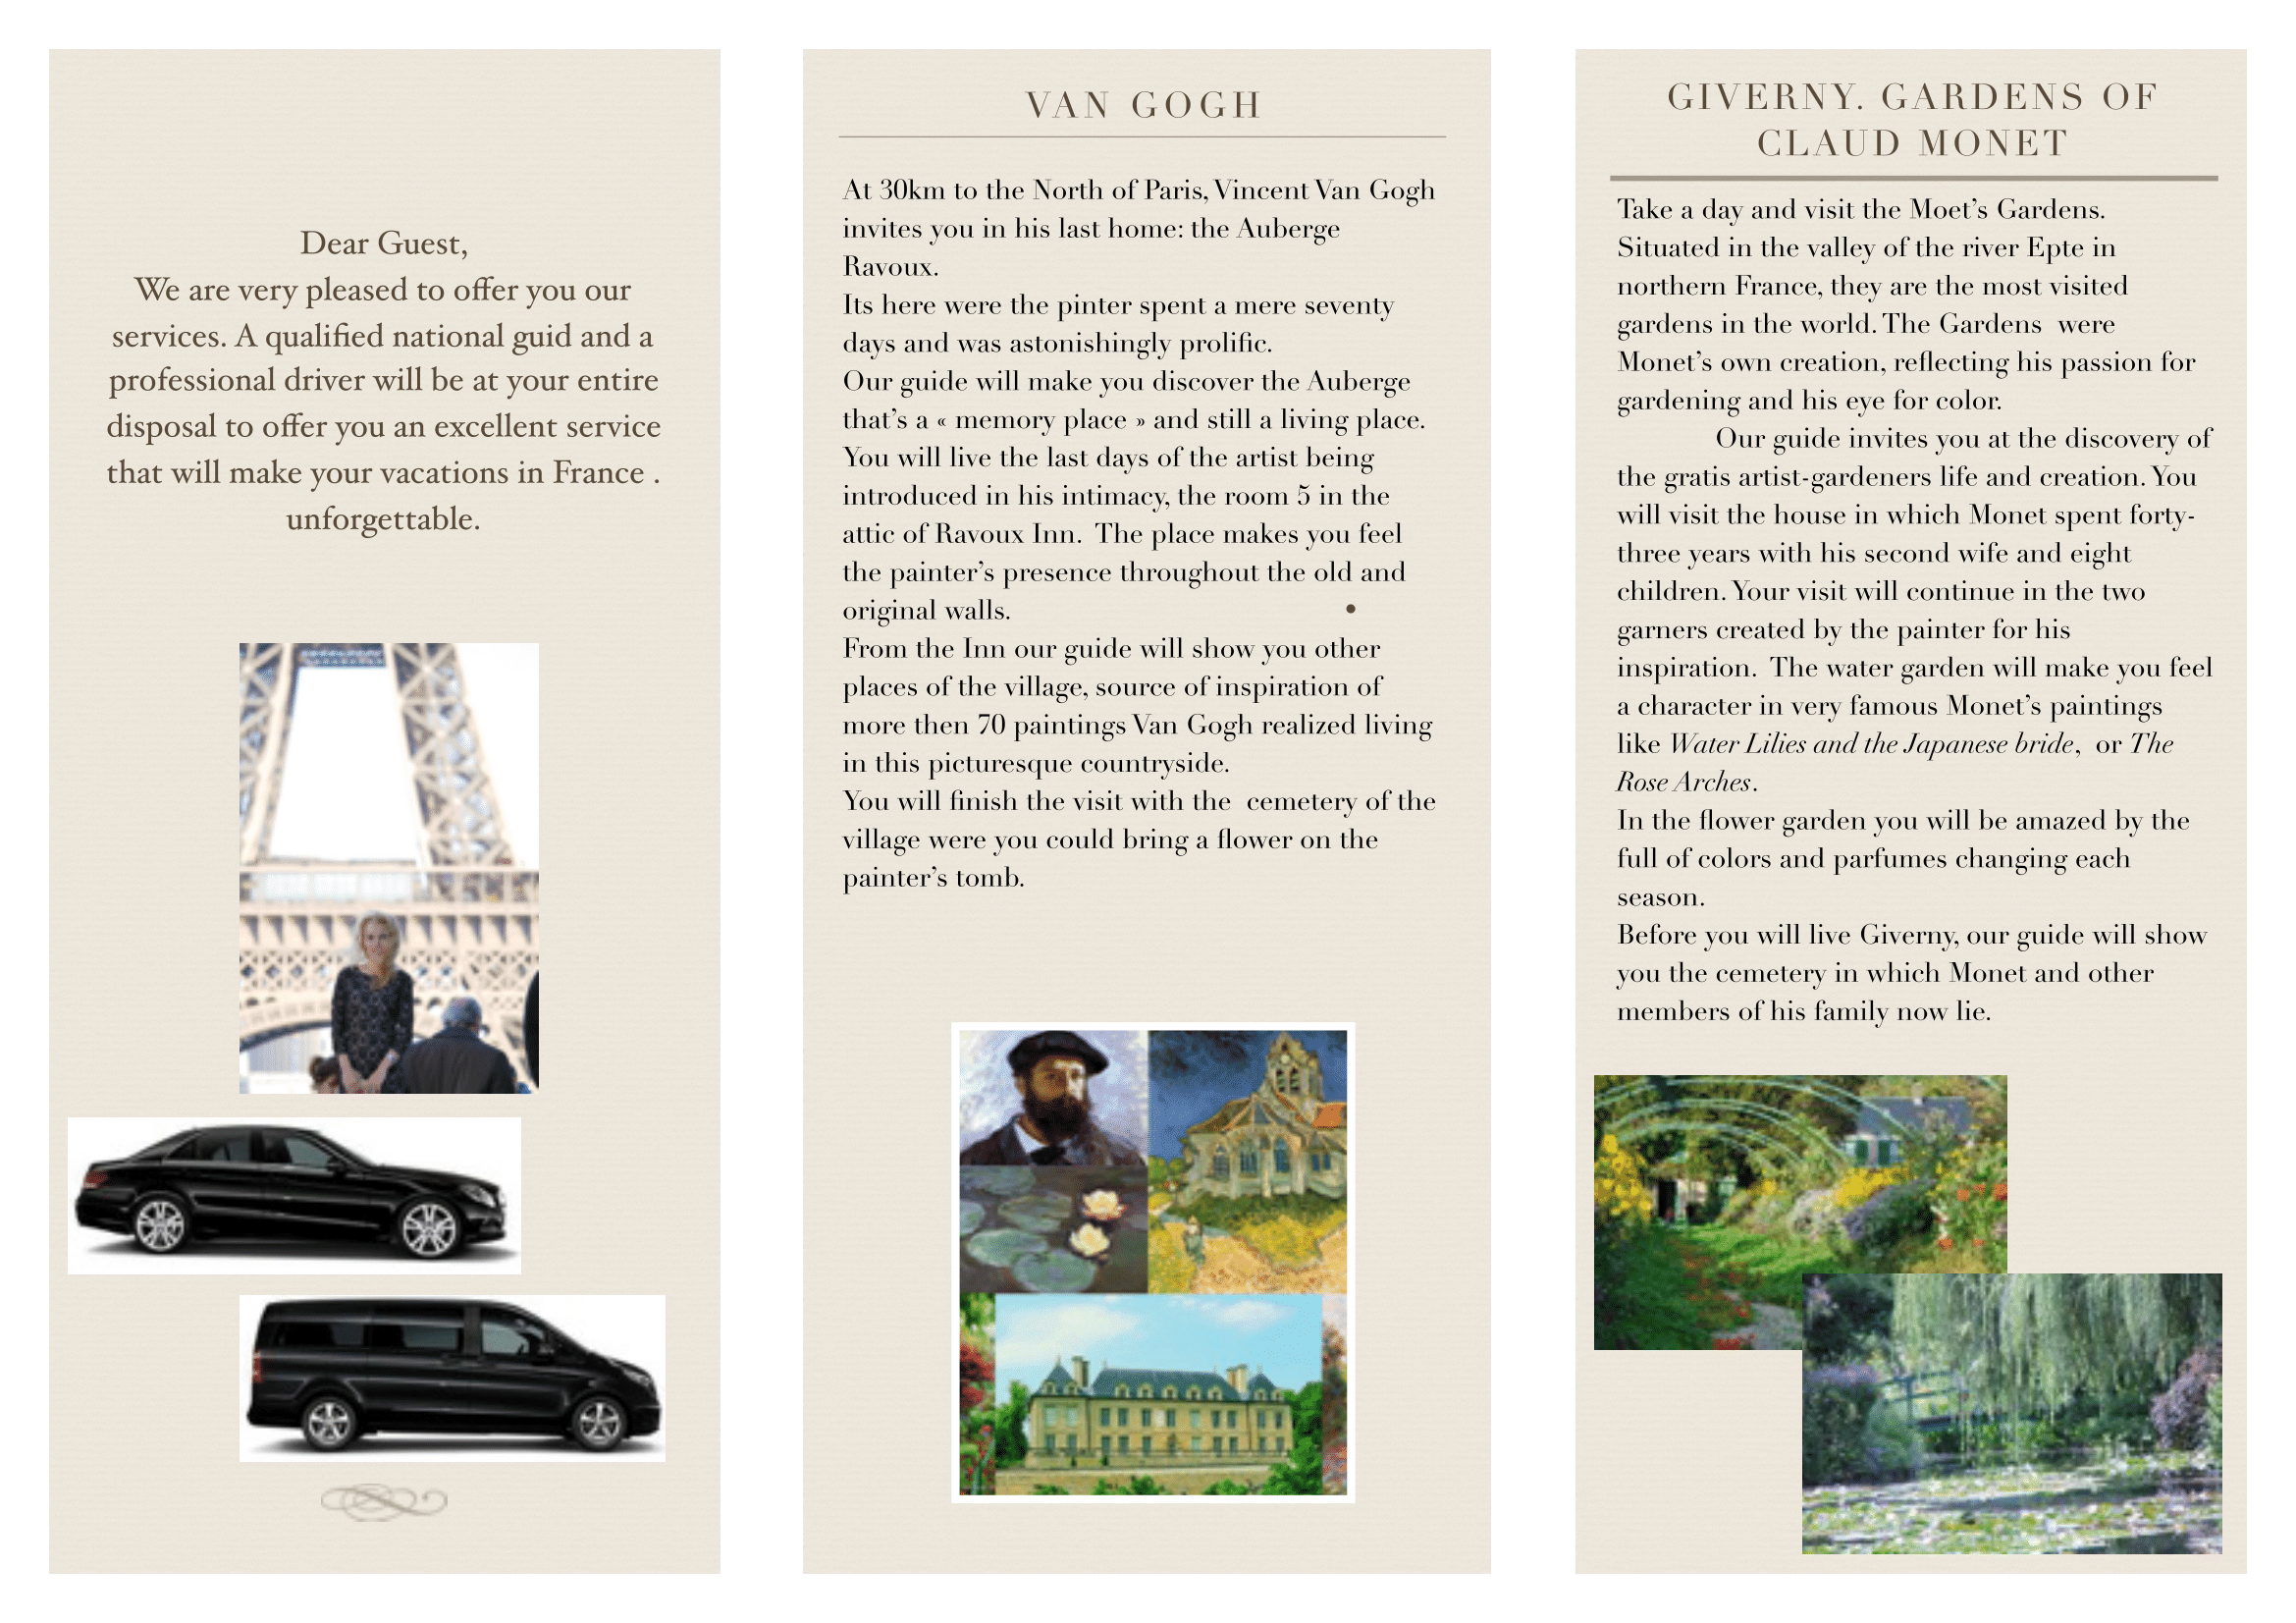 Dear Guest,
We are very pleased to offer you our
services. A qualified national guid and a
professional driver will be at your entire
disposal to offer you an excellent service
that will make your vacations in France .
unforgettable.
VAN GOGH
At 30km to the North of Paris, Vincent Van Gogh
invites you in his last home: the Auberge
Ravoux.
Its here were the pinter spent a mere seventy
days and was astonishingly prolific.
Our guide will make you discover the Auberge
that’s a « memory place » and still a living place.
You will live the last days of the artist being
introduced in his intimacy, the room 5 in the
attic of Ravoux Inn.  The place makes you feel
the painter’s presence throughout the old and
original walls.
•
From the Inn our guide will show you other
places of the village, source of inspiration of
more then 70 paintings Van Gogh realized living
in this picturesque countryside.
You will finish the visit with the  cemetery of the
village were you could bring a flower on the
painter’s tomb.
GIVERNY. GARDENS OF
CLAUD MONET
Take a day and visit the Moet’s Gardens.
Situated in the valley of the river Epte in
northern France, they are the most visited
gardens in the world. The Gardens  were
Monet’s own creation, reflecting his passion for
gardening and his eye for color.
Our guide invites you at the discovery of
the gratis artist-gardeners life and creation. You
will visit the house in which Monet spent forty-
three years with his second wife and eight
children. Your visit will continue in the two
garners created by the painter for his
inspiration.  The water garden will make you feel
a character in very famous Monet’s paintings
like Water Lilies and the Japanese bride,  or The
Rose Arches.
In the flower garden you will be amazed by the
full of colors and parfumes changing each
season.
Before you will live Giverny, our guide will show
you the cemetery in which Monet and other
members of his family now lie.